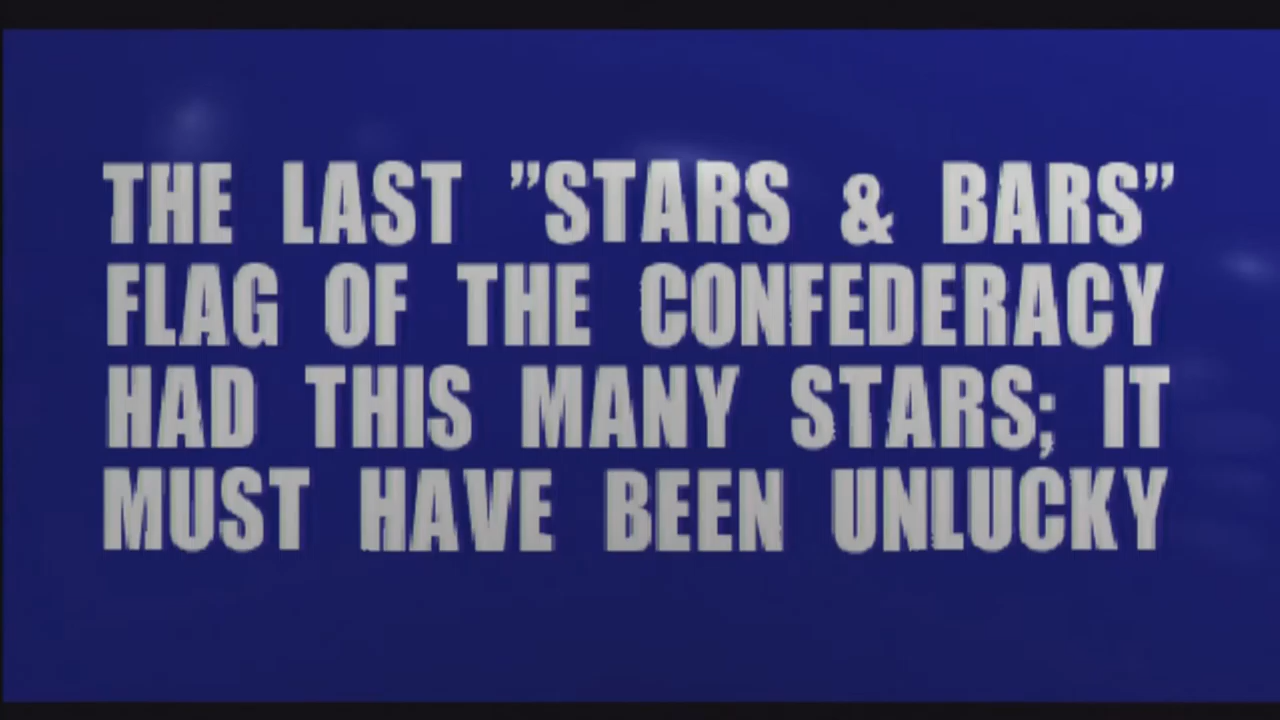 THE LAST ”STARS & BARS”
FLAG OF THE CONFEDERACY
HAD THIS MANY STARS; IT
MUST HAVE BEEN UNLUCKY